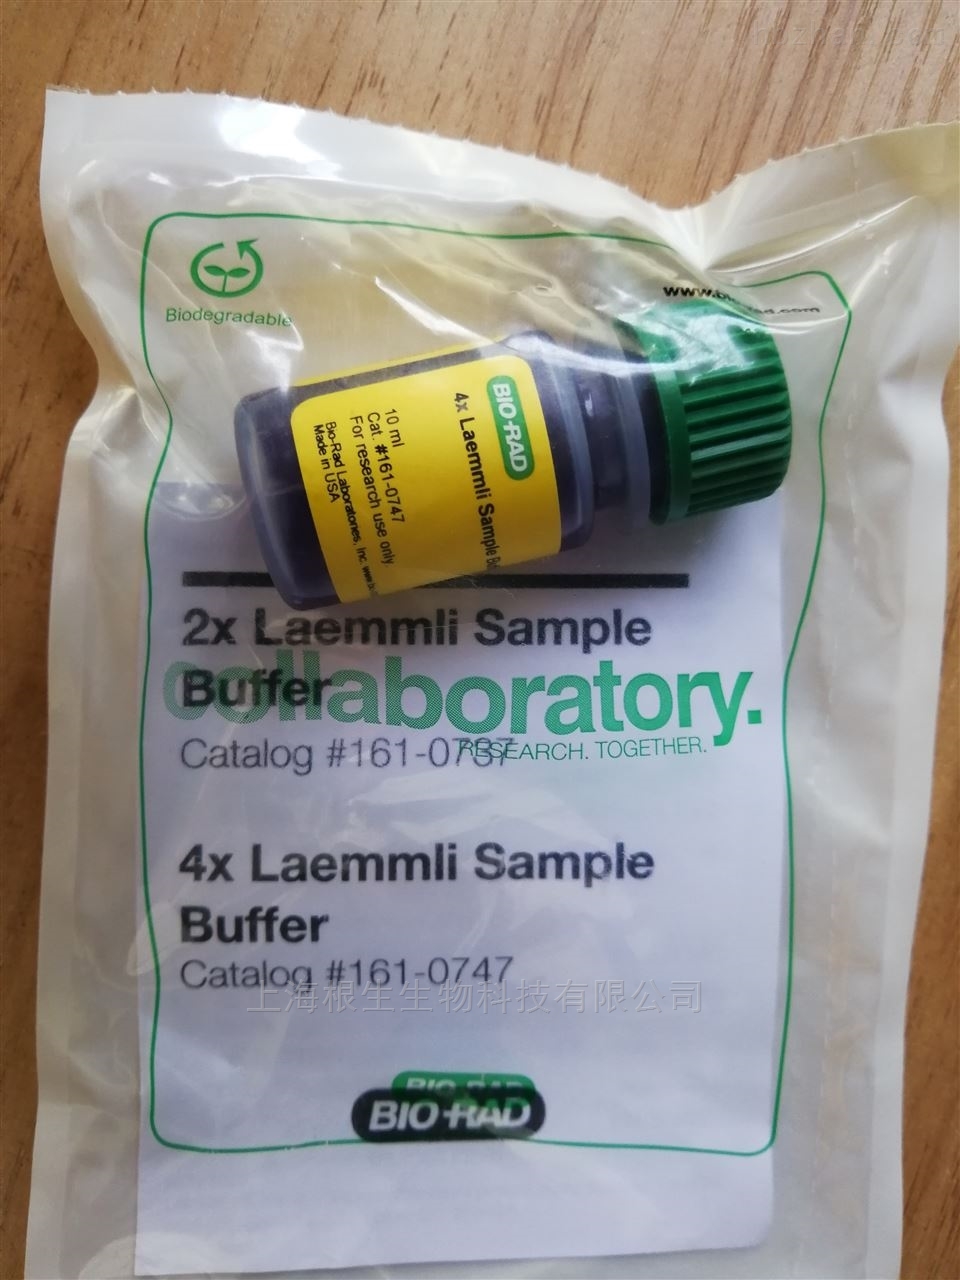 Biodegradable
www.bio-rad.com
BIO-RAD
4x Laemmli Sample
10 ml
Cat. #161-0747
For research use only
Bio-Rad Laboratories, Inc.
Made in USA
2x Laemmli Sample
Buffer
collaboratory.
Catalog #161-0737
RESEARCH. TOGETHER.
4x Laemmli Sample
Buffer
Catalog #161-0747
上海根生生物科技有限公司
BIO-RAD
BIO-RAD